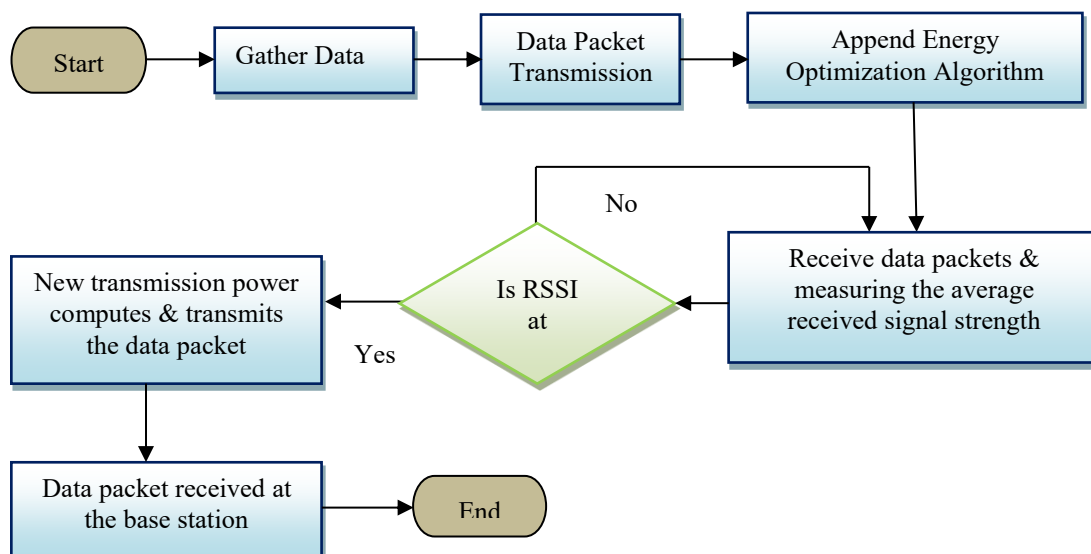 Start
Gather Data
Data Packet
Transmission
Append Energy
Optimization Algorithm
No
Receive data packets &
measuring the average
received signal strength
Is RSSI
at
Yes
New transmission power
computes & transmits
the data packet
Data packet received at
the base station
End